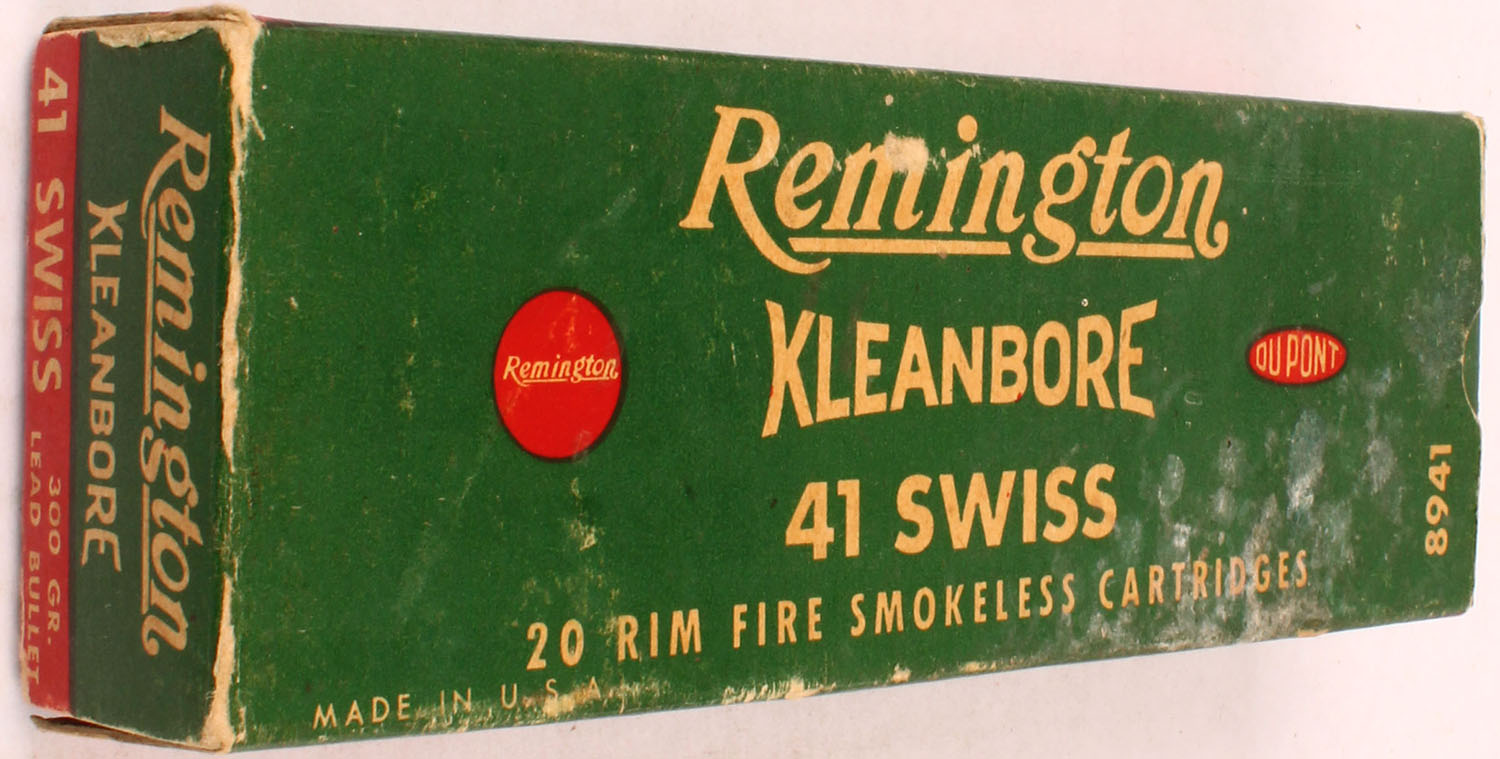 Remington
KLEANBORE
41 SWISS
20 RIM FIRE SMOKELESS CARTRIDGES
MADE IN U.S.A.
Remington
DU PONT
8941
Remington
KLEANBORE
41 SWISS 300 GR.
LEAD BULLET